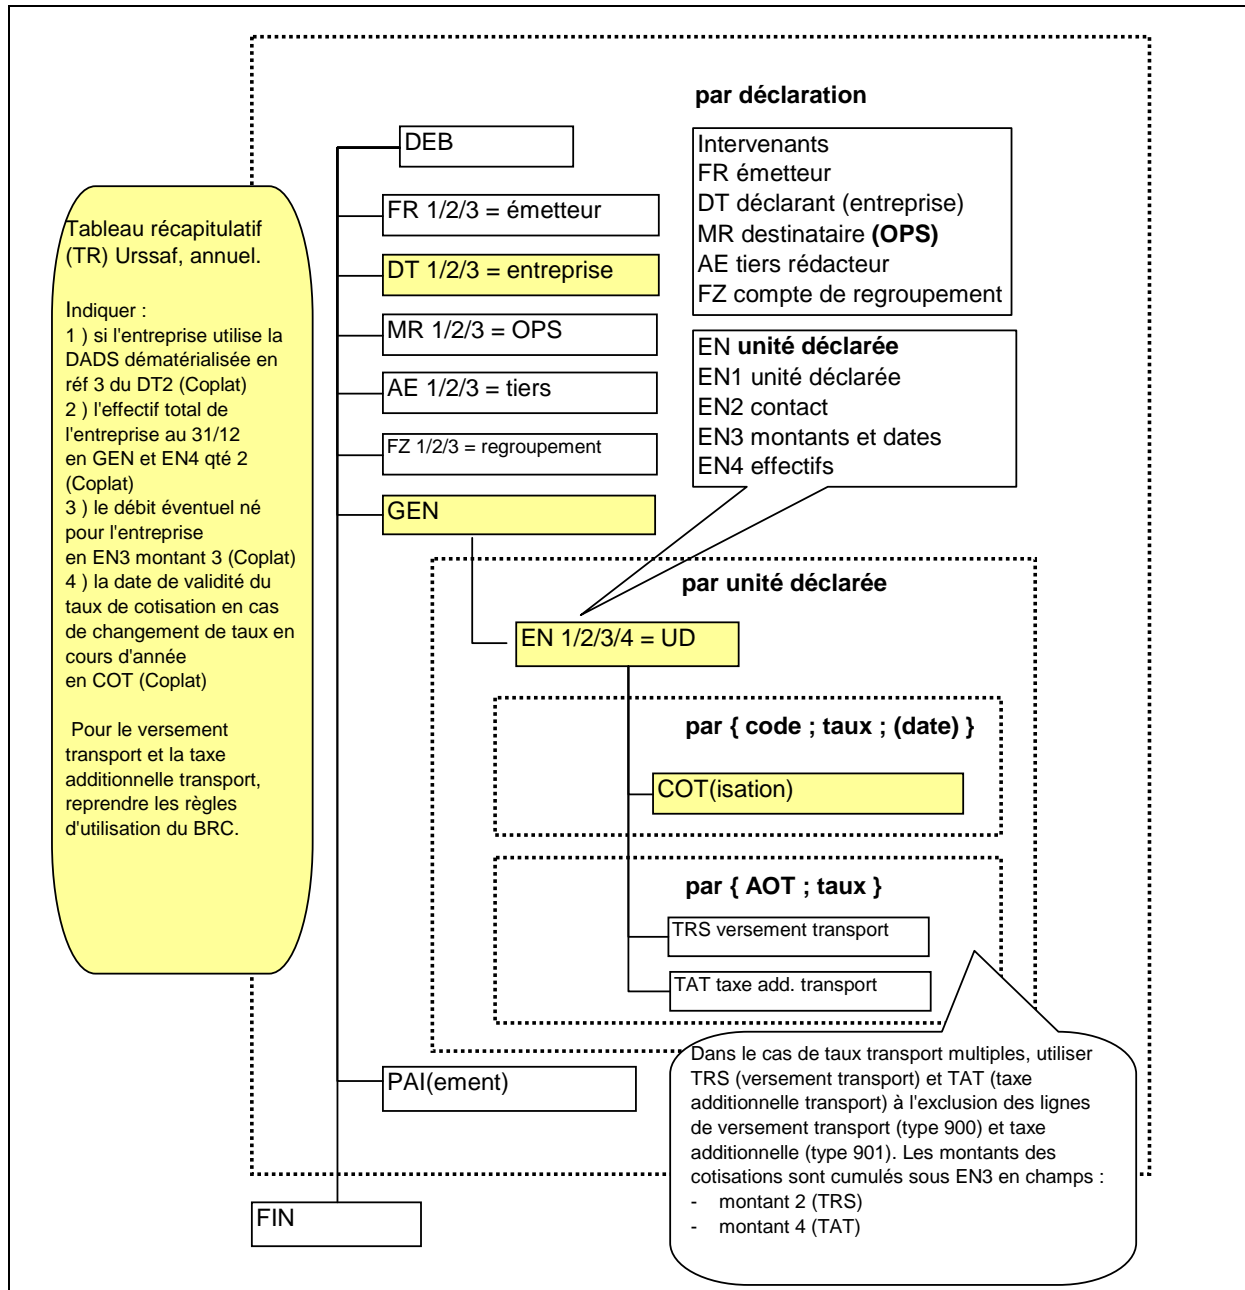 par déclaration
DEB
FR 1/2/3 = émetteur
DT 1/2/3 = entreprise
MR 1/2/3 = OPS
AE 1/2/3 = tiers
FZ 1/2/3 = regroupement
GEN
Intervenants
FR émetteur
DT déclarant (entreprise)
MR destinataire (OPS)
AE tiers rédacteur
FZ compte de regroupement
EN unité déclarée
EN1 unité déclarée
EN2 contact
EN3 montants et dates
EN4 effectifs
Tableau récapitulatif
(TR) Urssaf, annuel.
Indiquer :
1 ) si l'entreprise utilise la
DADS dématérialisée en
réf 3 du DT2 (Coplat)
2 ) l'effectif total de
l'entreprise au 31/12
en GEN et EN4 qté 2
(Coplat)
3 ) le débit éventuel né
pour l'entreprise
en EN3 montant 3 (Coplat)
4 ) la date de validité du
taux de cotisation en cas
de changement de taux en
cours d'année
en COT (Coplat)
Pour le versement
transport et la taxe
additionnelle transport,
reprendre les règles
d'utilisation du BRC.
par unité déclarée
EN 1/2/3/4 = UD
par { code ; taux ; (date) }
COT(isation)
par { AOT ; taux }
TRS versement transport
TAT taxe add. transport
PAI(ement)
Dans le cas de taux transport multiples, utiliser
TRS (versement transport) et TAT (taxe
additionnelle transport) à l'exclusion des lignes
de versement transport (type 900) et taxe
additionnelle (type 901). Les montants des
cotisations sont cumulés sous EN3 en champs :
- montant 2 (TRS)
- montant 4 (TAT)
FIN